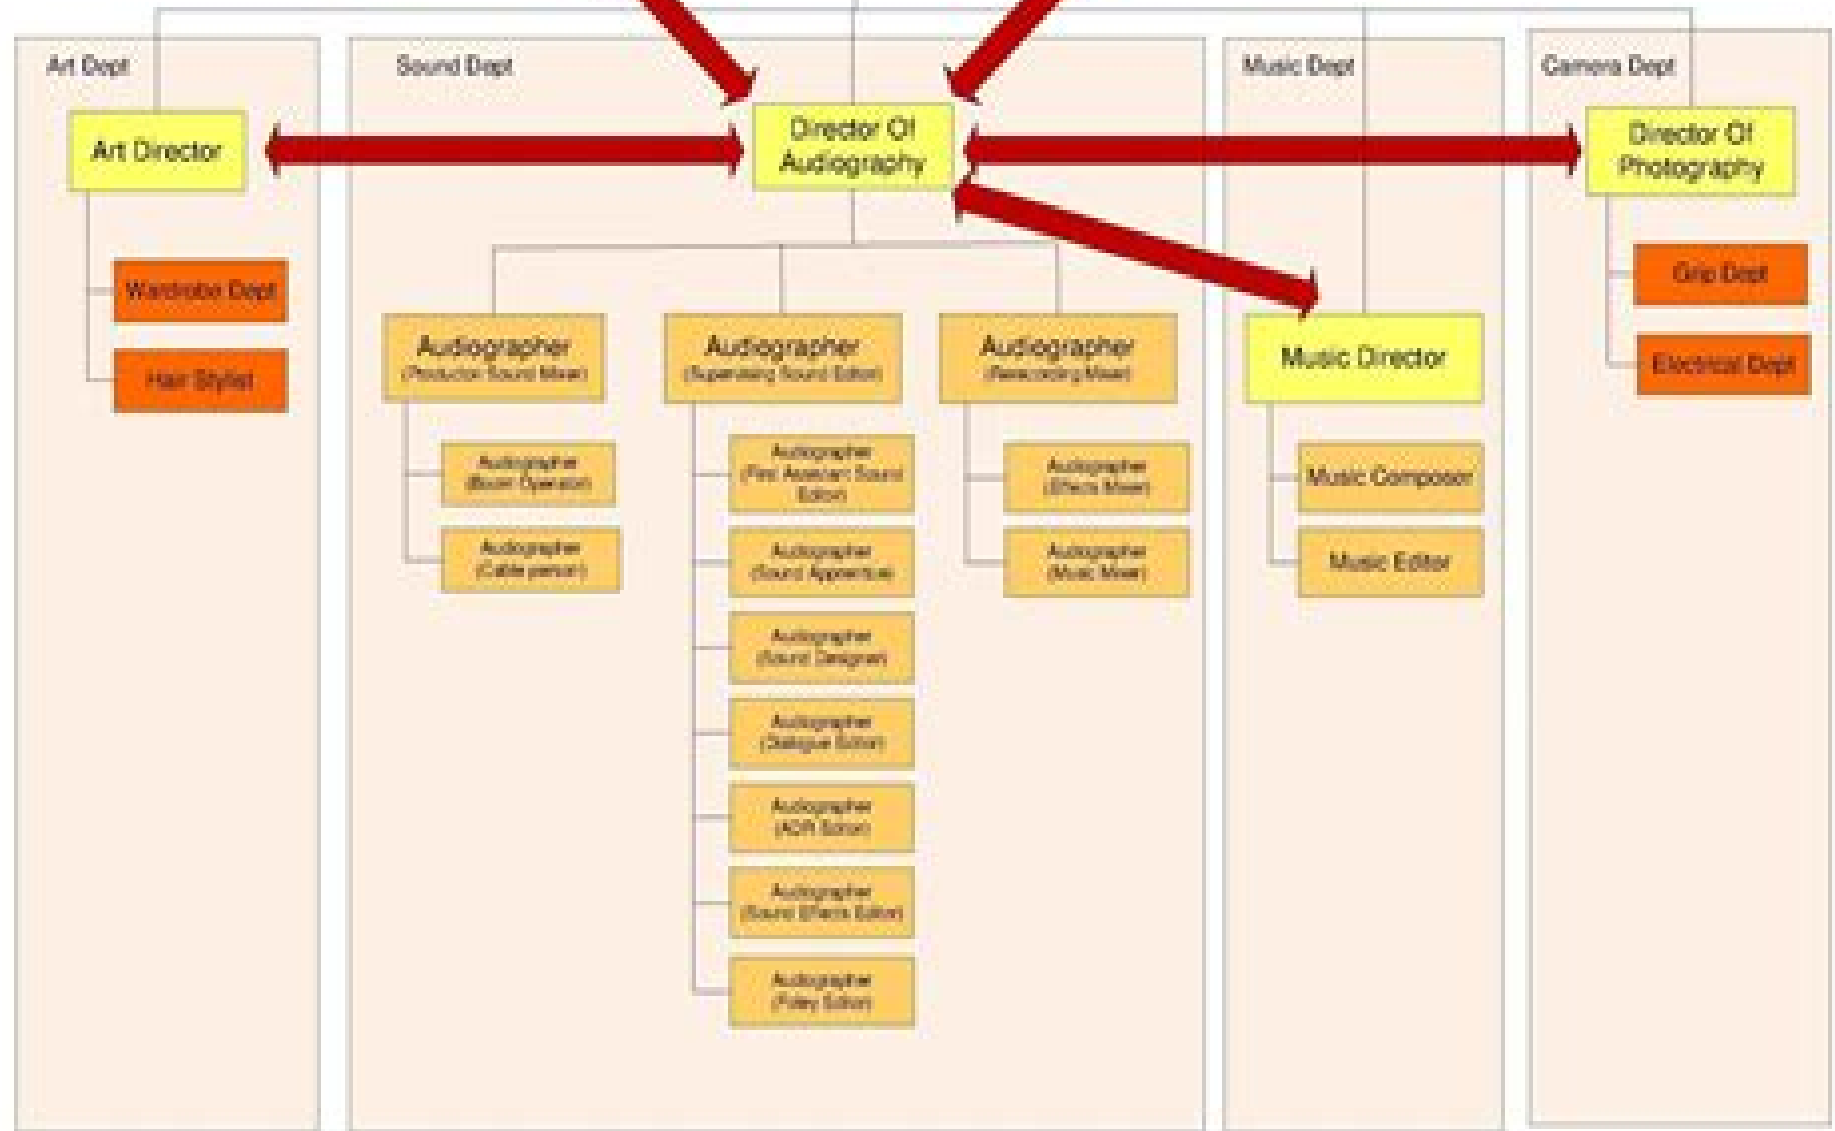 Art Dept
Art Director
Wardrobe Dept
Hair Stylist
Sound Dept
Director Of
Audiography
Audiographer
(Production Sound Mixer)
Audiographer
(Boom Operator)
Audiographer
(Cable person)
Audiographer
(Supervising Sound Editor)
Audiographer
(First Assistant Sound
Editor)
Audiographer
(Sound Apprentice)
Audiographer
(Sound Designer)
Audiographer
(Dialogue Editor)
Audiographer
(ADR Editor)
Audiographer
(Sound Effects Editor)
Audiographer
(Foley Editor)
Audiographer
(Rerecording Mixer)
Audiographer
(Effects Mixer)
Audiographer
(Music Mixer)
Music Dept
Music Director
Music Composer
Music Editor
Camera Dept
Director Of
Photography
Grip Dept
Electrical Dept